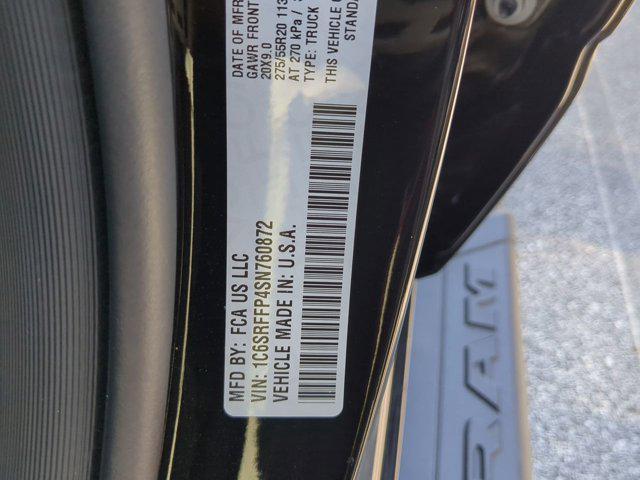 DATE OF MFR
GAWR FRONT
20X9.0
275/55R20 113
AT 270 kPa /
TYPE: TRUCK
THIS VEHICLE
STANDA
MFD BY: FCA US LLC
VIN: 1C6SRFFP4SN760872
VEHICLE MADE IN: U.S.A.
RAM